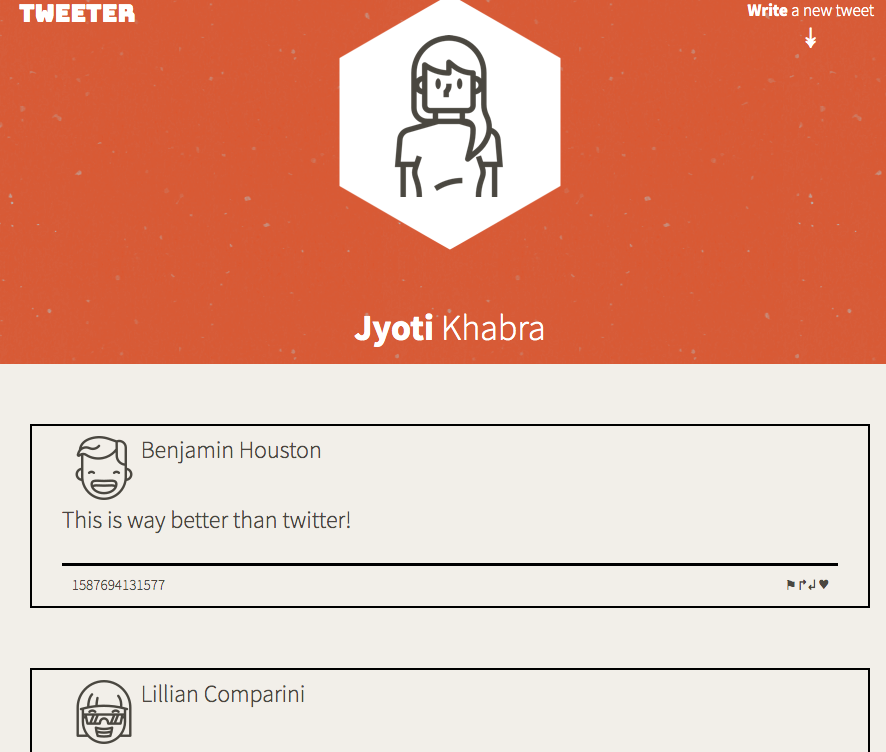 TWEETER
Write a new tweet
Jyoti Khabra
Benjamin Houston
This is way better than twitter!
1587694131577
Lillian Comparini